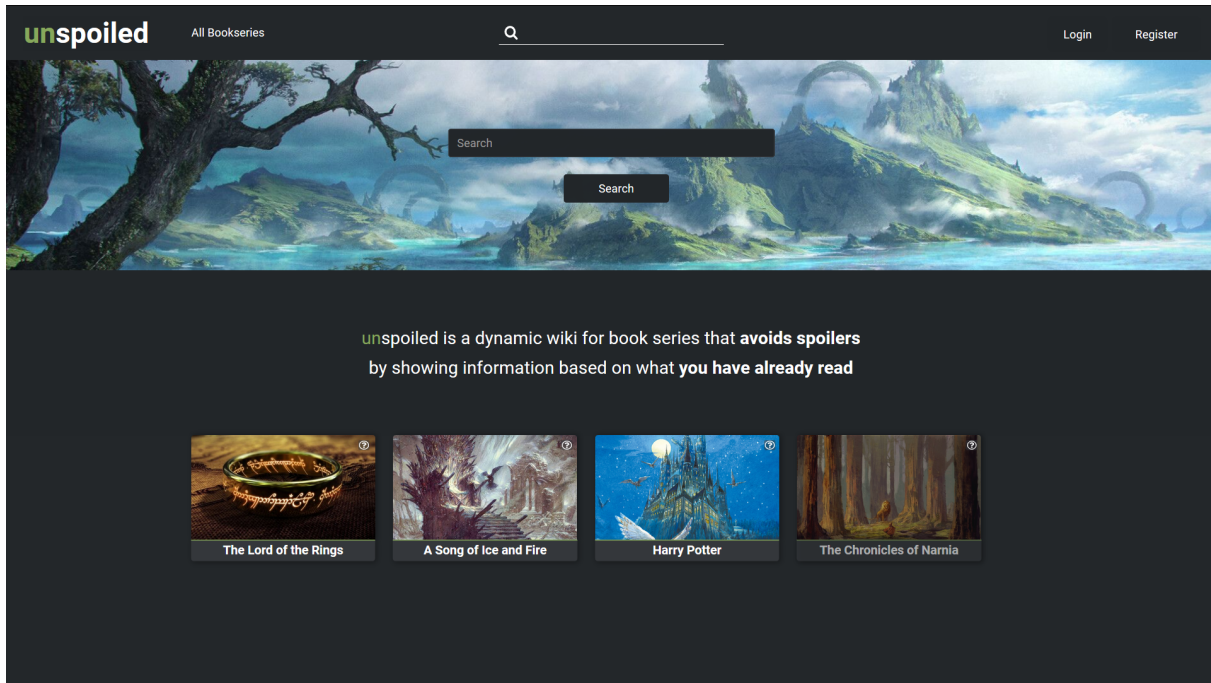 unspoiled
All Bookseries
Login
Register
Search
Search
unspoiled is a dynamic wiki for book series that avoids spoilers
by showing information based on what you have already read
The Lord of the Rings
A Song of Ice and Fire
Harry Potter
The Chronicles of Narnia